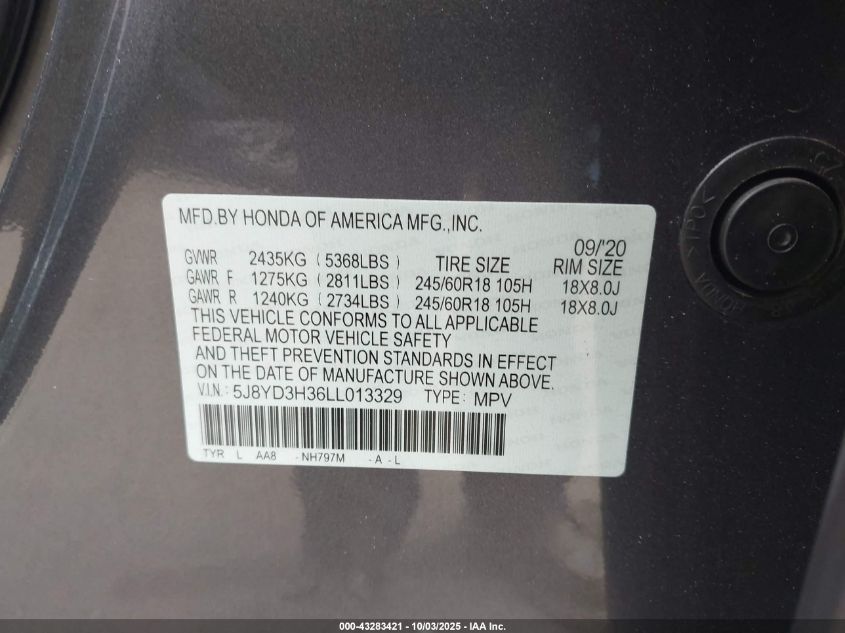 MFD.BY HONDA OF AMERICA MFG.,INC.
09/'20
GVWR 2435KG ( 5368LBS ) TIRE SIZE RIM SIZE
GAWR F 1275KG ( 2811LBS ) 245/60R18 105H 18X8.0J
GAWR R 1240KG ( 2734LBS ) 245/60R18 105H 18X8.0J
THIS VEHICLE CONFORMS TO ALL APPLICABLE
FEDERAL MOTOR VEHICLE SAFETY
AND THEFT PREVENTION STANDARDS IN EFFECT
ON THE DATE OF MANUFACTURE SHOWN ABOVE.
V.I.N.: 5J8YD3H36LL013329 TYPE: MPV
TYR L AA8 -NH797M -A-L
HONDA >TPO<
000-43283421 - 10/03/2025 - IAA Inc.